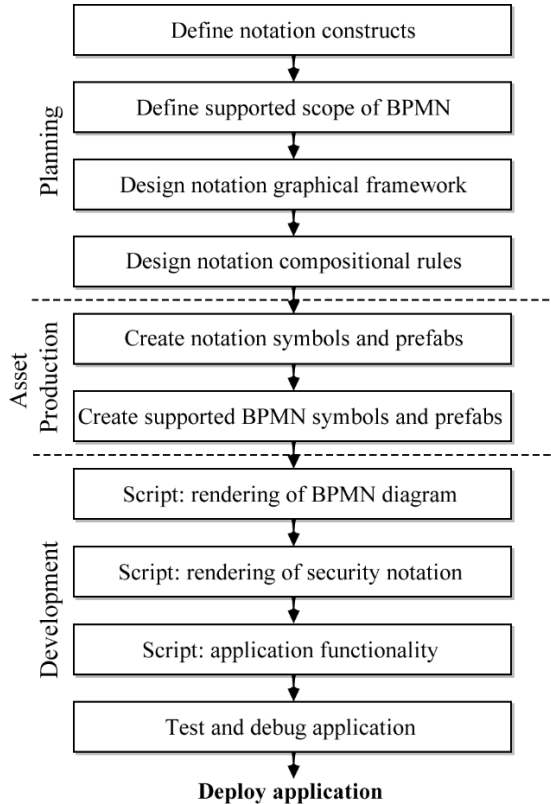 Planning
Define notation constructs
Define supported scope of BPMN
Design notation graphical framework
Design notation compositional rules
Asset
Production
Create notation symbols and prefabs
Create supported BPMN symbols and prefabs
Development
Script: rendering of BPMN diagram
Script: rendering of security notation
Script: application functionality
Test and debug application
Deploy application